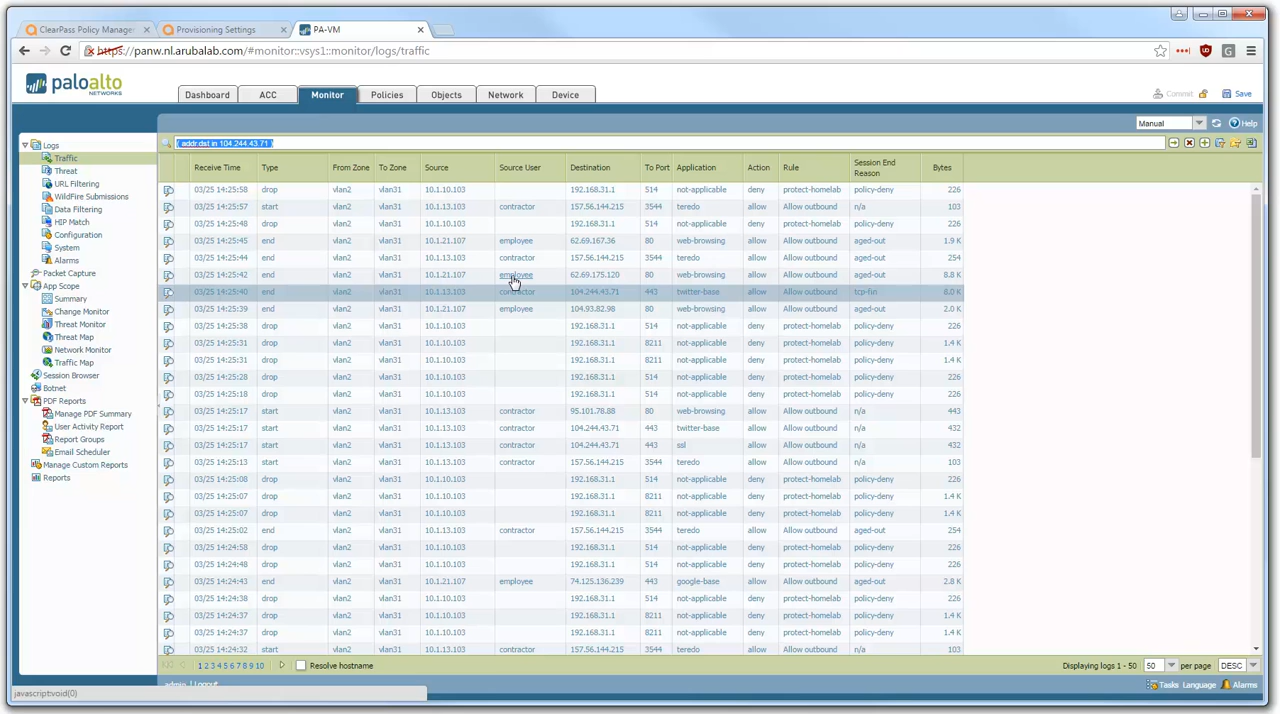 ClearPass Policy Manager
Provisioning Settings
PA-VM
https://panw.nl.arubalab.com/#monitor::vsys1::monitor/logs/traffic
paloalto
NETWORKS
Dashboard ACC Monitor Policies Objects Network Device
Commit Save
Manual Help
( addr.dst in 104.244.43.71 )
Logs
Traffic
Threat
URL Filtering
WildFire Submissions
Data Filtering
HIP Match
Configuration
System
Alarms
Packet Capture
App Scope
Summary
Change Monitor
Threat Monitor
Threat Map
Network Monitor
Traffic Map
Session Browser
Botnet
PDF Reports
Manage PDF Summary
User Activity Report
Report Groups
Email Scheduler
Manage Custom Reports
Reports
Receive Time Type From Zone To Zone Source Source User Destination To Port Application Action Rule Session End Reason Bytes
03/25 14:25:58 drop vlan2 vlan31 10.1.10.103 192.168.31.1 514 not-applicable deny protect-homelab policy-deny 226
03/25 14:25:57 start vlan2 vlan31 10.1.13.103 contractor 157.56.144.215 3544 teredo allow Allow outbound n/a 103
03/25 14:25:48 drop vlan2 vlan31 10.1.10.103 192.168.31.1 514 not-applicable deny protect-homelab policy-deny 226
03/25 14:25:45 end vlan2 vlan31 10.1.21.107 employee 62.69.167.36 80 web-browsing allow Allow outbound aged-out 1.9 K
03/25 14:25:44 end vlan2 vlan31 10.1.13.103 contractor 157.56.144.215 3544 teredo allow Allow outbound aged-out 254
03/25 14:25:42 end vlan2 vlan31 10.1.21.107 employee 62.69.175.120 80 web-browsing allow Allow outbound aged-out 8.8 K
03/25 14:25:40 end vlan2 vlan31 10.1.13.103 contractor 104.244.43.71 443 twitter-base allow Allow outbound tcp-fin 8.0 K
03/25 14:25:39 end vlan2 vlan31 10.1.21.107 employee 104.93.82.98 80 web-browsing allow Allow outbound aged-out 2.0 K
03/25 14:25:38 drop vlan2 vlan31 10.1.10.103 192.168.31.1 514 not-applicable deny protect-homelab policy-deny 226
03/25 14:25:31 drop vlan2 vlan31 10.1.10.103 192.168.31.1 8211 not-applicable deny protect-homelab policy-deny 1.4 K
03/25 14:25:31 drop vlan2 vlan31 10.1.10.103 192.168.31.1 8211 not-applicable deny protect-homelab policy-deny 1.4 K
03/25 14:25:28 drop vlan2 vlan31 10.1.10.103 192.168.31.1 514 not-applicable deny protect-homelab policy-deny 226
03/25 14:25:18 drop vlan2 vlan31 10.1.10.103 192.168.31.1 514 not-applicable deny protect-homelab policy-deny 226
03/25 14:25:17 start vlan2 vlan31 10.1.13.103 contractor 95.101.78.88 80 web-browsing allow Allow outbound n/a 443
03/25 14:25:17 start vlan2 vlan31 10.1.13.103 contractor 104.244.43.71 443 twitter-base allow Allow outbound n/a 432
03/25 14:25:17 start vlan2 vlan31 10.1.13.103 contractor 104.244.43.71 443 ssl allow Allow outbound n/a 432
03/25 14:25:13 start vlan2 vlan31 10.1.13.103 contractor 157.56.144.215 3544 teredo allow Allow outbound n/a 103
03/25 14:25:08 drop vlan2 vlan31 10.1.10.103 192.168.31.1 514 not-applicable deny protect-homelab policy-deny 226
03/25 14:25:07 drop vlan2 vlan31 10.1.10.103 192.168.31.1 8211 not-applicable deny protect-homelab policy-deny 1.4 K
03/25 14:25:07 drop vlan2 vlan31 10.1.10.103 192.168.31.1 8211 not-applicable deny protect-homelab policy-deny 1.4 K
03/25 14:25:02 end vlan2 vlan31 10.1.13.103 contractor 157.56.144.215 3544 teredo allow Allow outbound aged-out 254
03/25 14:24:58 drop vlan2 vlan31 10.1.10.103 192.168.31.1 514 not-applicable deny protect-homelab policy-deny 226
03/25 14:24:48 drop vlan2 vlan31 10.1.10.103 192.168.31.1 514 not-applicable deny protect-homelab policy-deny 226
03/25 14:24:43 end vlan2 vlan31 10.1.21.107 employee 74.125.136.239 443 google-base allow Allow outbound aged-out 2.8 K
03/25 14:24:38 drop vlan2 vlan31 10.1.10.103 192.168.31.1 514 not-applicable deny protect-homelab policy-deny 226
03/25 14:24:37 drop vlan2 vlan31 10.1.10.103 192.168.31.1 8211 not-applicable deny protect-homelab policy-deny 1.4 K
03/25 14:24:37 drop vlan2 vlan31 10.1.10.103 192.168.31.1 8211 not-applicable deny protect-homelab policy-deny 1.4 K
03/25 14:24:32 start vlan2 vlan31 10.1.13.103 contractor 157.56.144.215 3544 teredo allow Allow outbound n/a 103
1 2 3 4 5 6 7 8 9 10 Resolve hostname Displaying logs 1 - 50 50 per page DESC
admin | Logout Tasks Language Alarms
javascript:void(0)